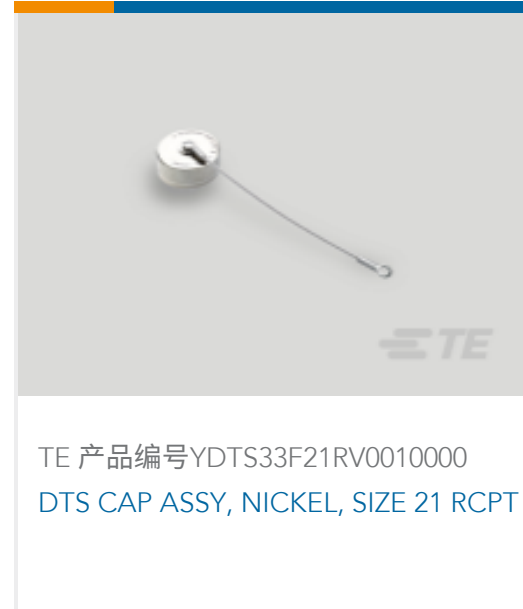 TE
TE 产品编号YDTS33F21RV0010000
DTS CAP ASSY, NICKEL, SIZE 21 RCPT